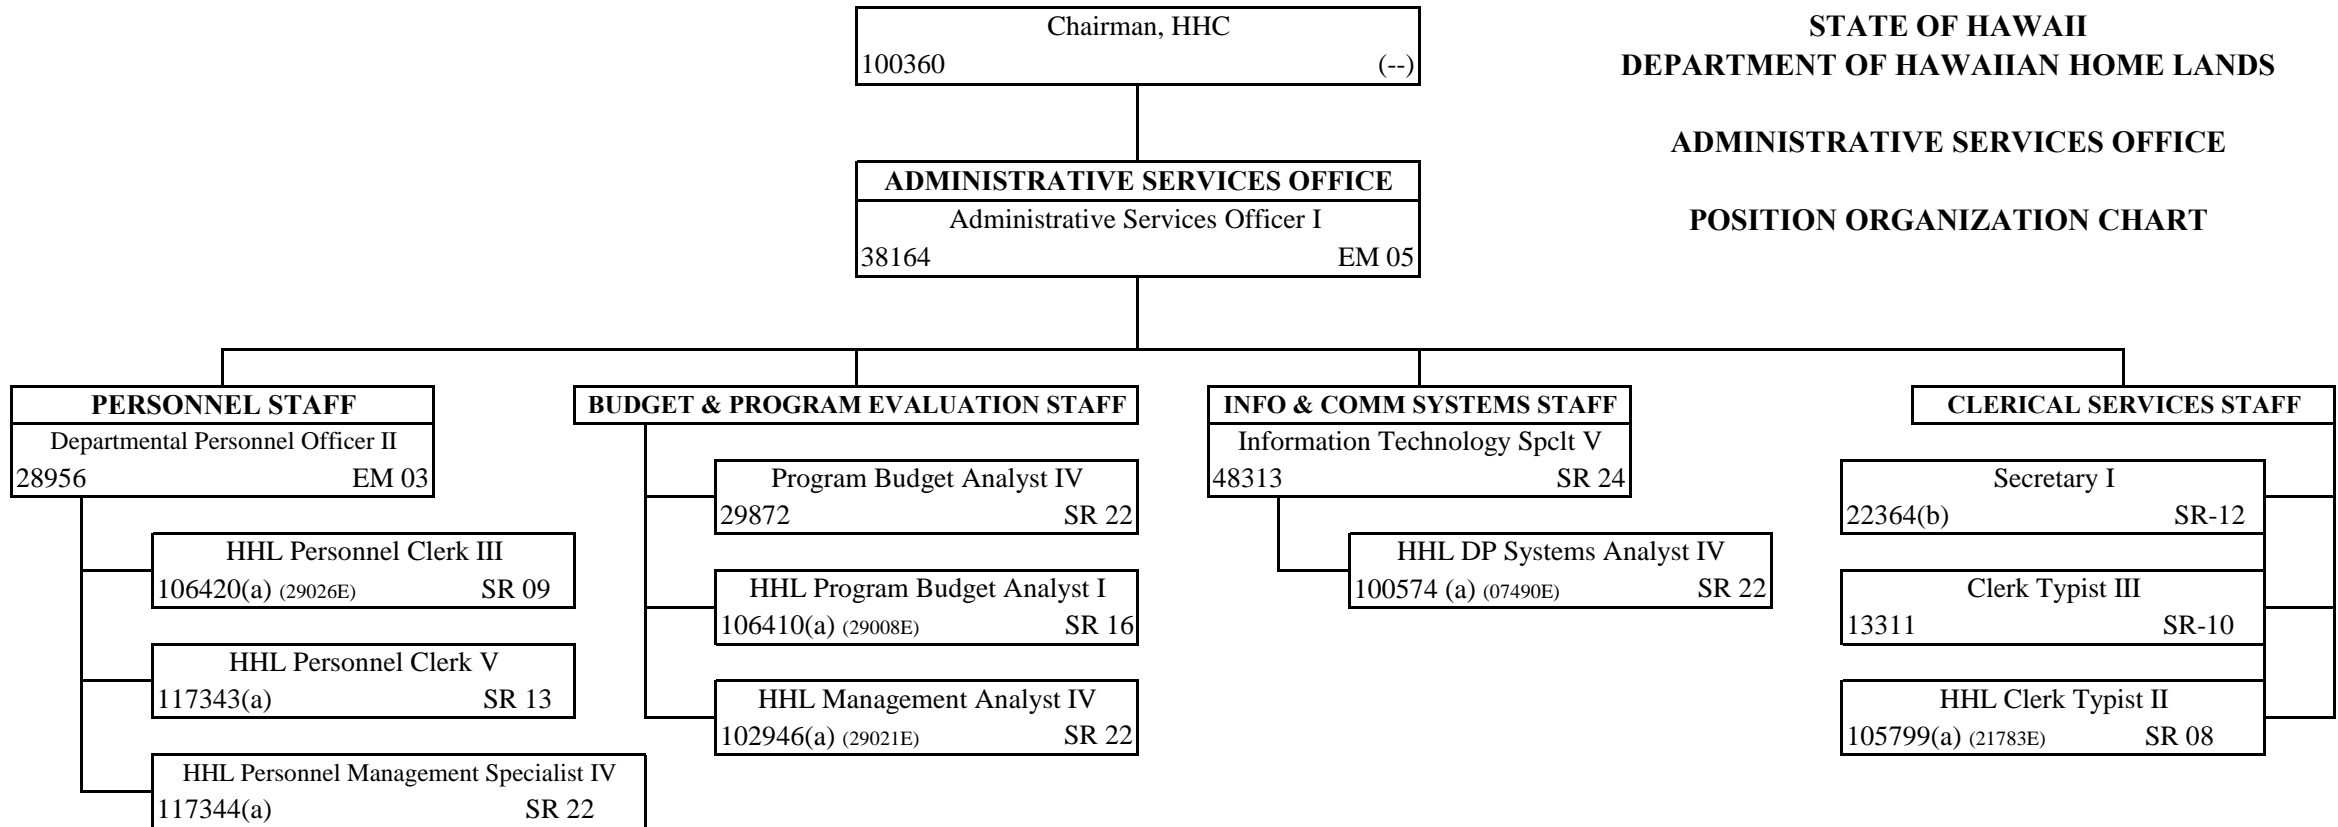 Chairman, HHC
100360 (--)
STATE OF HAWAII
DEPARTMENT OF HAWAIIAN HOME LANDS
ADMINISTRATIVE SERVICES OFFICE
POSITION ORGANIZATION CHART
ADMINISTRATIVE SERVICES OFFICE
Administrative Services Officer I
38164 EM 05
PERSONNEL STAFF
Departmental Personnel Officer II
28956 EM 03
HHL Personnel Clerk III
106420(a) (29026E) SR 09
HHL Personnel Clerk V
117343(a) SR 13
HHL Personnel Management Specialist IV
117344(a) SR 22
BUDGET & PROGRAM EVALUATION STAFF
Program Budget Analyst IV
29872 SR 22
HHL Program Budget Analyst I
106410(a) (29008E) SR 16
HHL Management Analyst IV
102946(a) (29021E) SR 22
INFO & COMM SYSTEMS STAFF
Information Technology Spclt V
48313 SR 24
HHL DP Systems Analyst IV
100574 (a) (07490E) SR 22
CLERICAL SERVICES STAFF
Secretary I
22364(b) SR-12
Clerk Typist III
13311 SR-10
HHL Clerk Typist II
105799(a) (21783E) SR 08